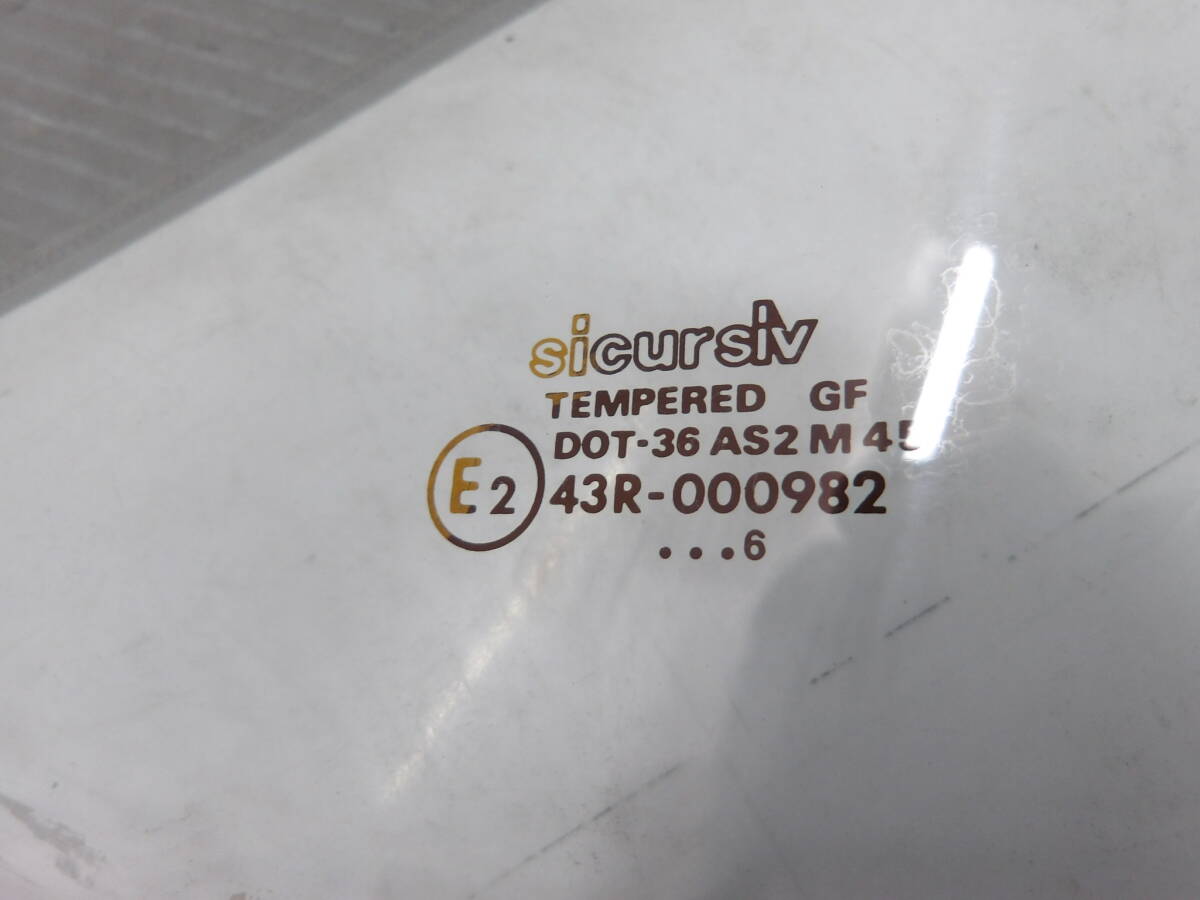 sicursiv
TEMPERED GF
DOT-36 AS2 M 45
E2 43R-000982
...6